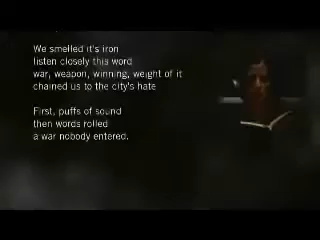 We smelled it's iron
listen closely this word
war, weapon, winning, weight of it
chained us to the city's hate
First, puffs of sound
then words rolled
a war nobody entered.